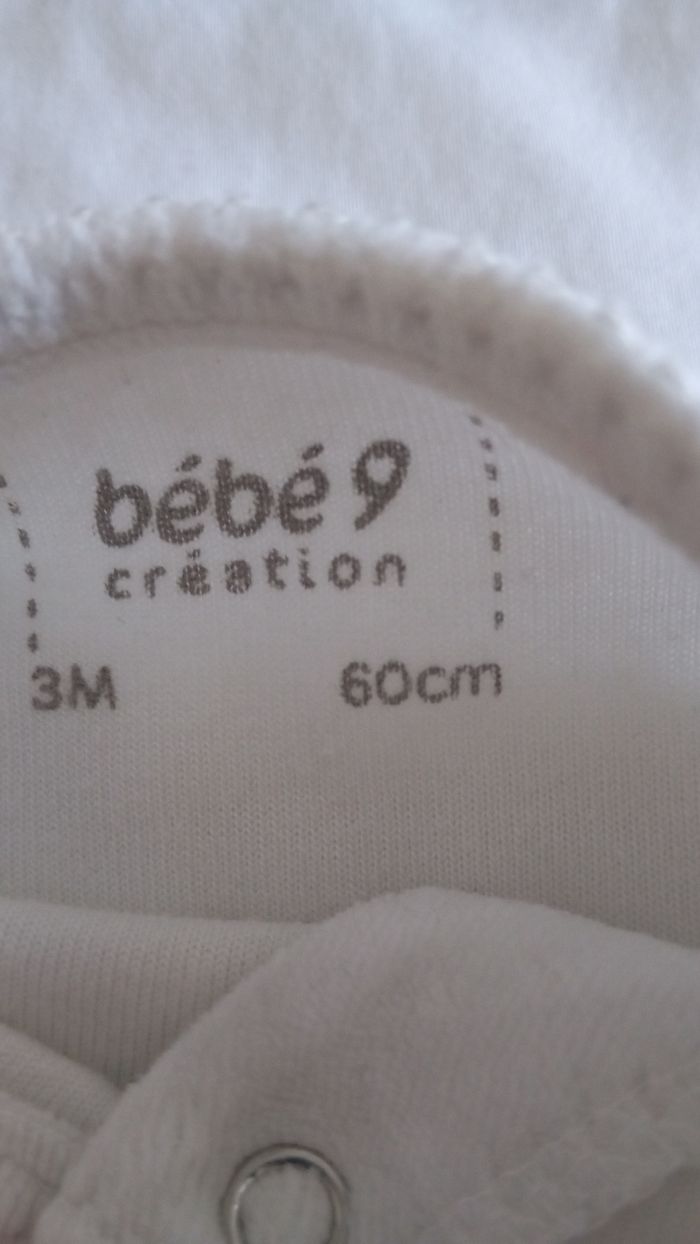 bébé 9
création
3M 60cm